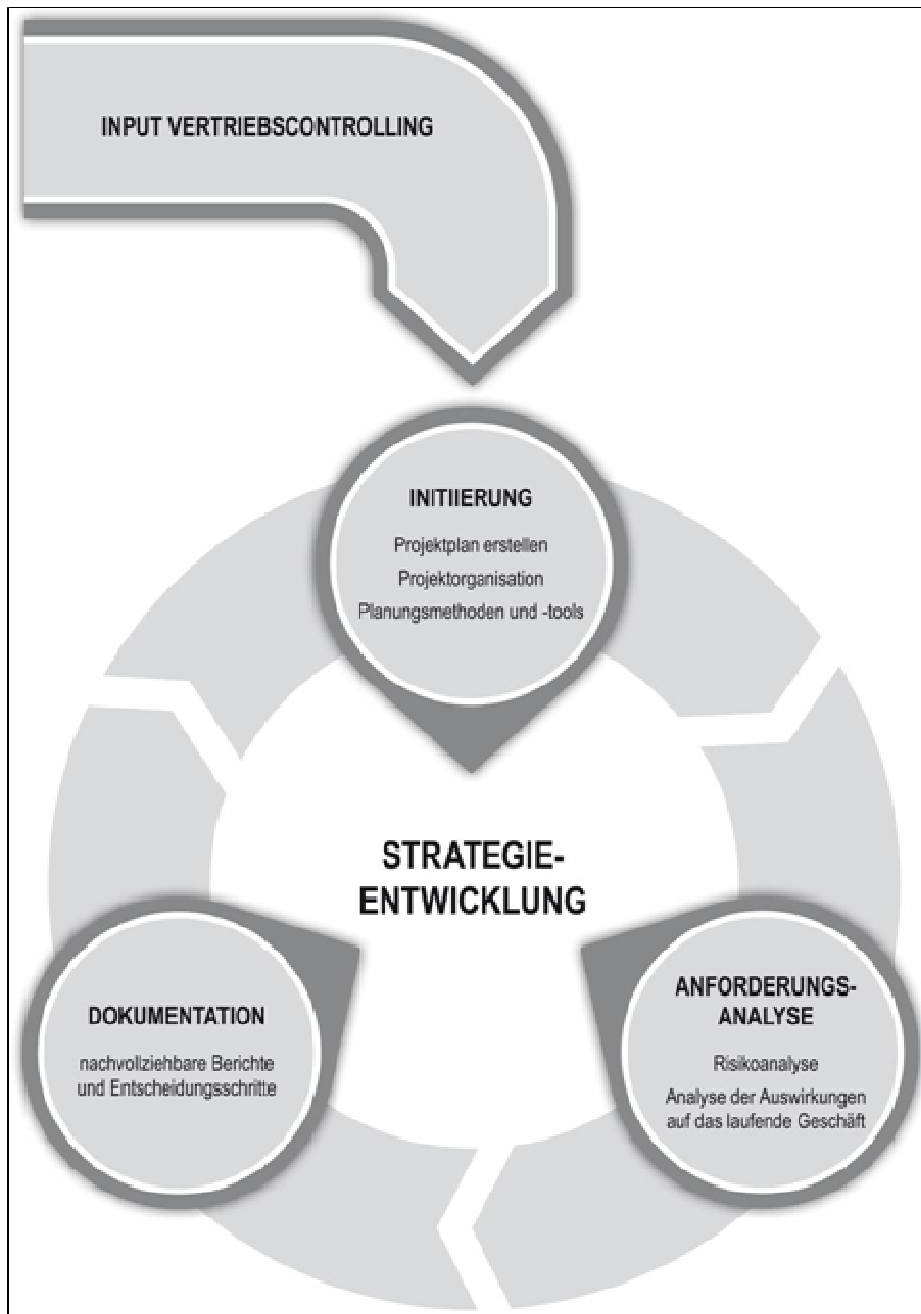 INPUT VERTRIEBSCONTROLLING
INITIIERUNG
Projektplan erstellen
Projektorganisation
Planungsmethoden und -tools
STRATEGIE-
ENTWICKLUNG
DOKUMENTATION
nachvollziehbare Berichte
und Entscheidungsschritte
ANFORDERUNGS-
ANALYSE
Risikoanalyse
Analyse der Auswirkungen
auf das laufende Geschäft